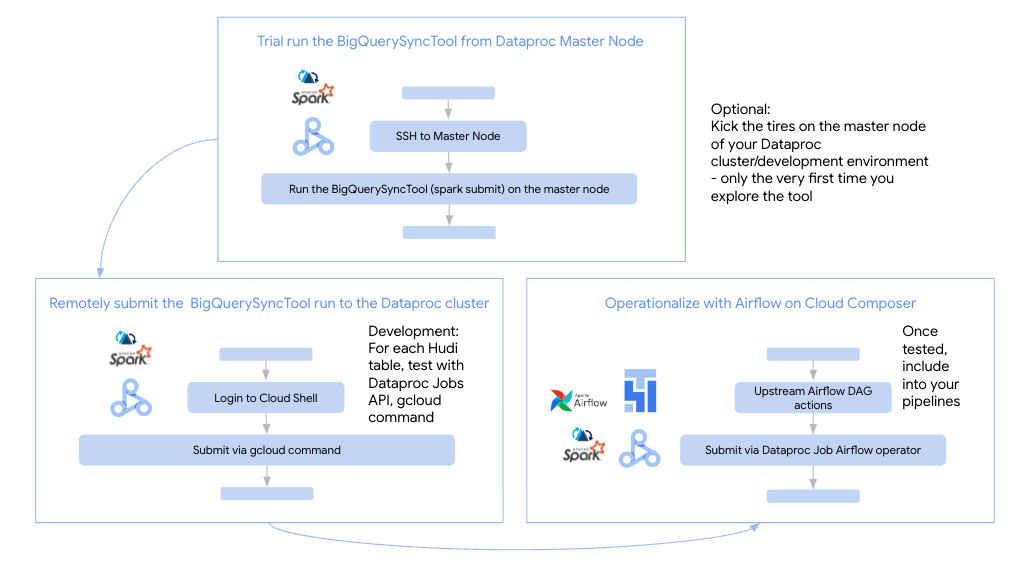 Trial run the BigQuerySyncTool from Dataproc Master Node
APACHE
Spark
SSH to Master Node
Run the BigQuerySyncTool (spark submit) on the master node
Optional:
Kick the tires on the master node
of your Dataproc
cluster/development environment
- only the very first time you
explore the tool
Remotely submit the BigQuerySyncTool run to the Dataproc cluster
APACHE
Spark
Development:
For each Hudi
table, test with
Dataproc Jobs
API, gcloud
command
Login to Cloud Shell
Submit via gcloud command
Operationalize with Airflow on Cloud Composer
Once
tested,
include
into your
pipelines
Apache
Airflow
Upstream Airflow DAG
actions
APACHE
Spark
Submit via Dataproc Job Airflow operator